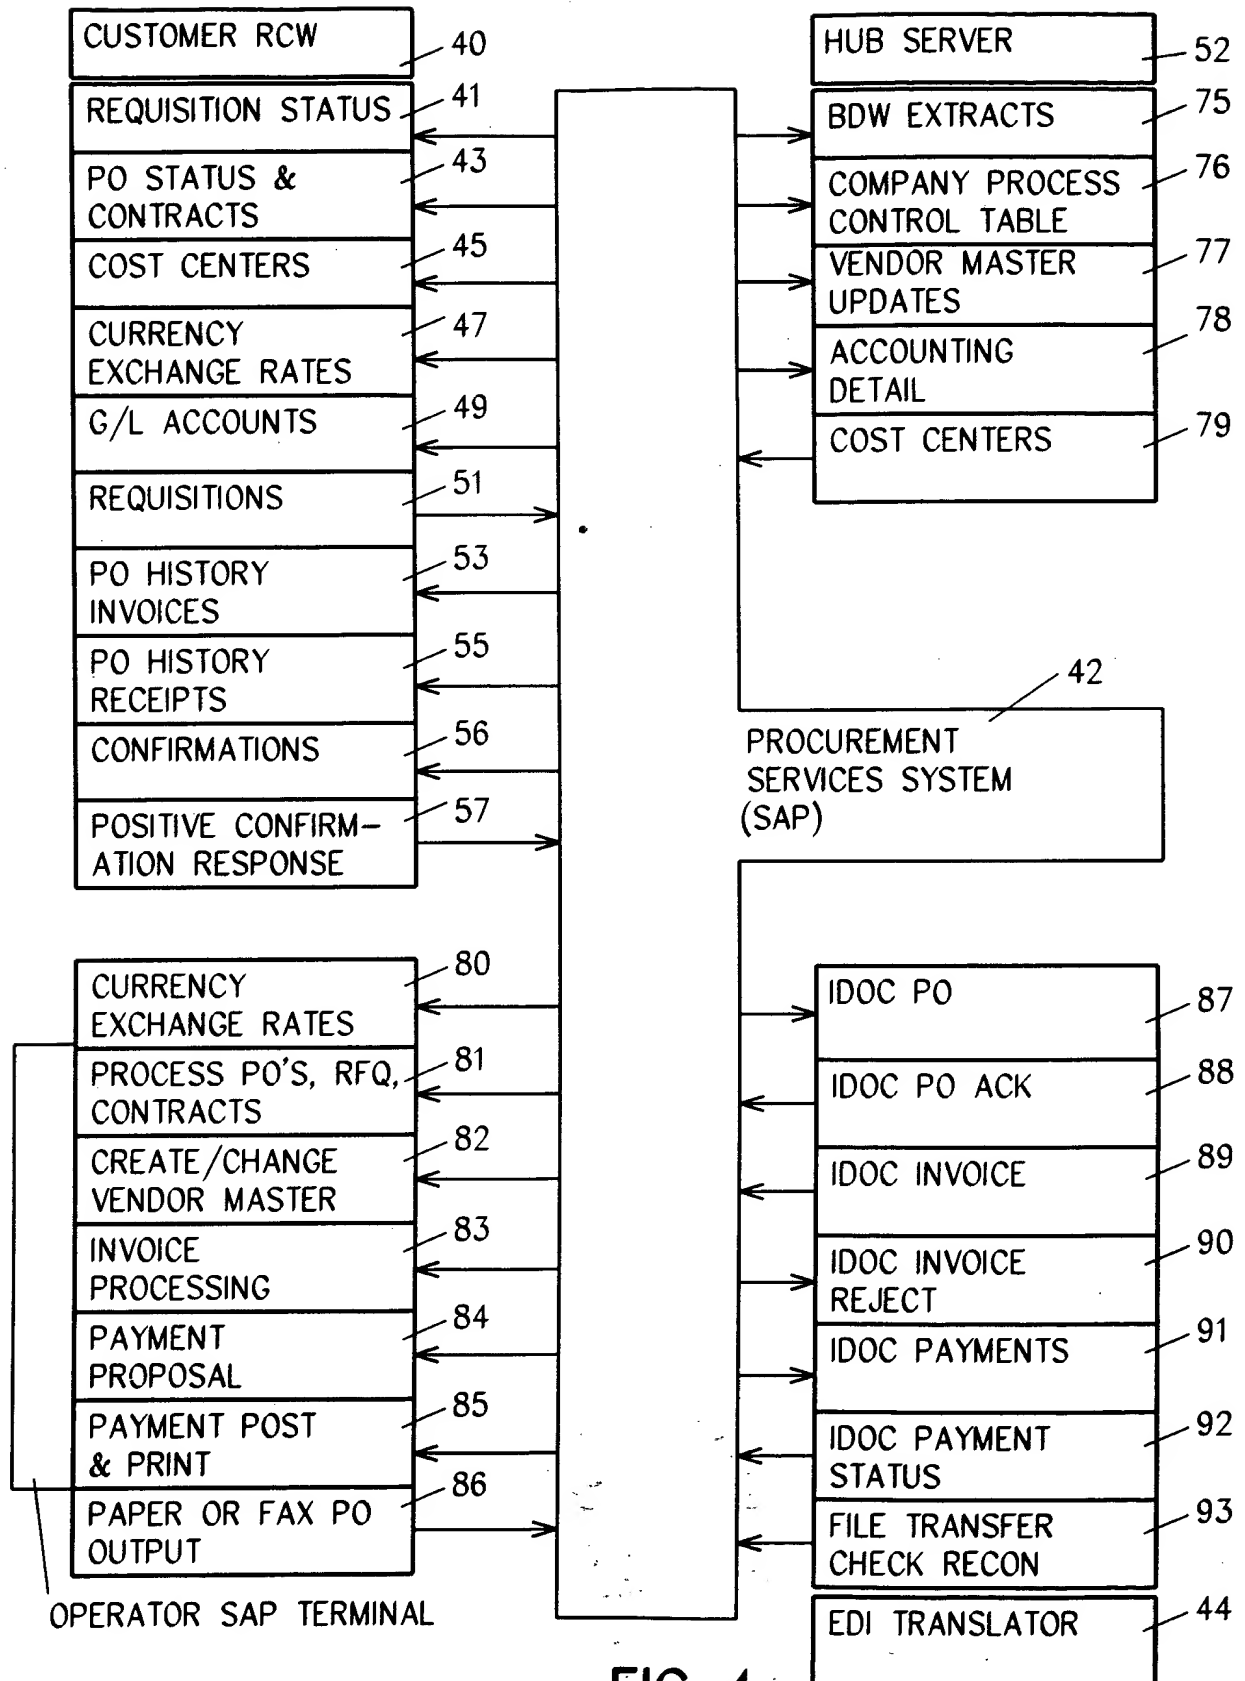 CUSTOMER RCW
40
REQUISITION STATUS
41
PO STATUS &
CONTRACTS
43
COST CENTERS
45
CURRENCY
EXCHANGE RATES
47
G/L ACCOUNTS
49
REQUISITIONS
51
PO HISTORY
INVOICES
53
PO HISTORY
RECEIPTS
55
CONFIRMATIONS
56
POSITIVE CONFIRM-
ATION RESPONSE
57
HUB SERVER
52
BDW EXTRACTS
75
COMPANY PROCESS
CONTROL TABLE
76
VENDOR MASTER
UPDATES
77
ACCOUNTING
DETAIL
78
COST CENTERS
79
42
PROCUREMENT
SERVICES SYSTEM
(SAP)
CURRENCY
EXCHANGE RATES
80
PROCESS PO'S, RFQ,
CONTRACTS
81
CREATE/CHANGE
VENDOR MASTER
82
INVOICE
PROCESSING
83
PAYMENT
PROPOSAL
84
PAYMENT POST
& PRINT
85
PAPER OR FAX PO
OUTPUT
86
OPERATOR SAP TERMINAL
IDOC PO
87
IDOC PO ACK
88
IDOC INVOICE
89
IDOC INVOICE
REJECT
90
IDOC PAYMENTS
91
IDOC PAYMENT
STATUS
92
FILE TRANSFER
CHECK RECON
93
EDI TRANSLATOR
44
FIG. 4